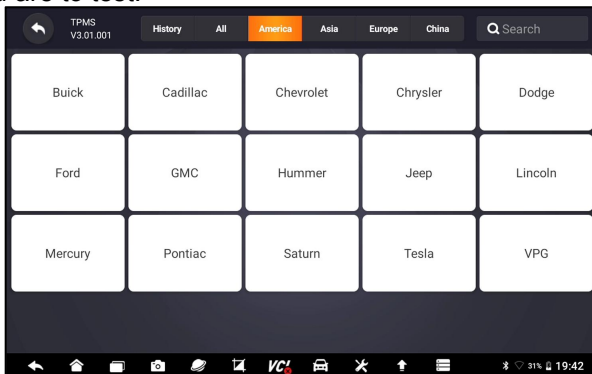 are to test.
TPMS
V3.01.001
History All America Asia Europe China Search
Buick Cadillac Chevrolet Chrysler Dodge
Ford GMC Hummer Jeep Lincoln
Mercury Pontiac Saturn Tesla VPG
VCI 31% 19:42